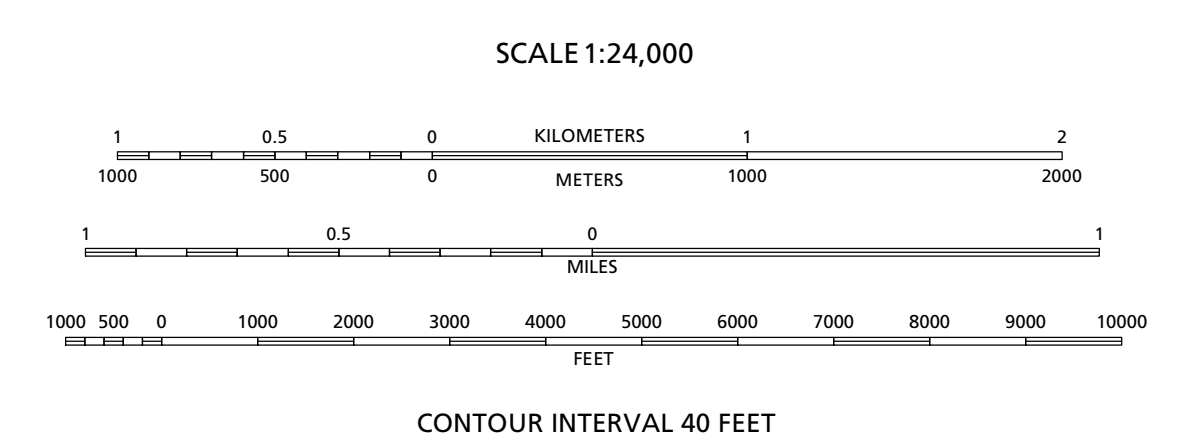 SCALE 1:24,000
1 0.5 0 KILOMETERS 1 2
1000 500 0 METERS 1000 2000
1 0.5 0 1
MILES
1000 500 0 1000 2000 3000 4000 5000 6000 7000 8000 9000 10000
FEET
CONTOUR INTERVAL 40 FEET